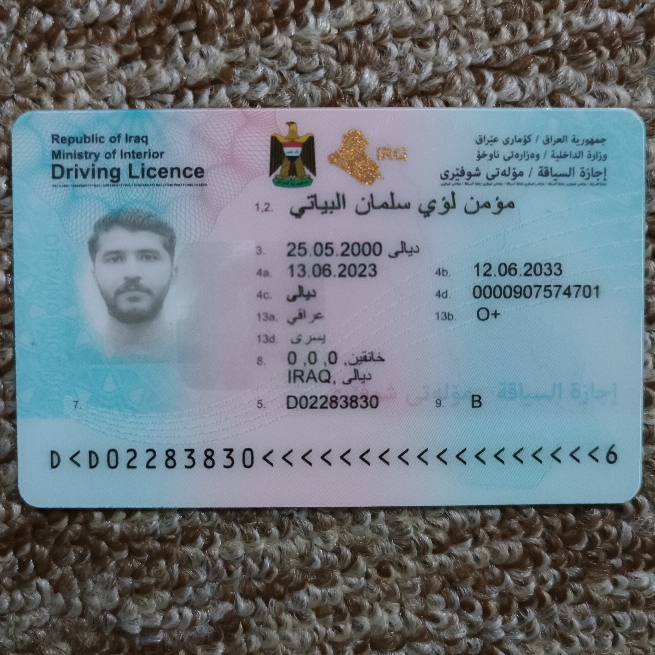 Republic of Iraq
Ministry of Interior
Driving Licence
IRQ
جمهورية العراق / كۆماری عێراق
وزارة الداخلية / وەزارەتی ناوخۆ
إجازة السياقة / مۆڵەتی شوفێری
1,2. مؤمن لؤي سلمان البياتي
3. 25.05.2000 ديالى
4a. 13.06.2023 4b. 12.06.2033
4c. ديالى 4d. 0000907574701
13a. عراقي 13b. O+
13d. يسرى
8. خانقين, 0, 0, 0
ديالى, IRAQ
إجازة السياقة مۆڵەتی
7. 5. D02283830 9. B
D<D02283830<<<<<<<<<<<<<<<<<<6